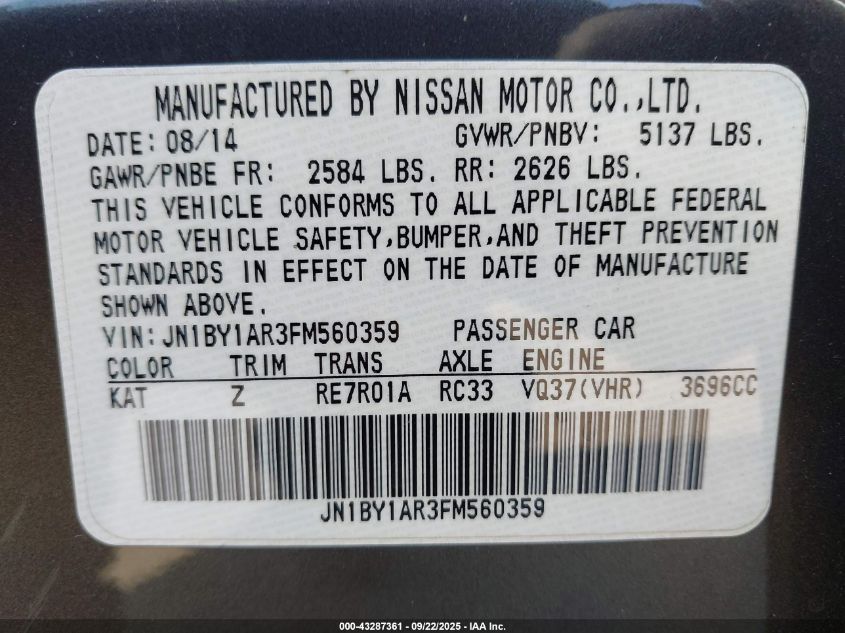 MANUFACTURED BY NISSAN MOTOR CO.,LTD.
DATE: 08/14 GVWR/PNBV: 5137 LBS.
GAWR/PNBE FR: 2584 LBS. RR: 2626 LBS.
THIS VEHICLE CONFORMS TO ALL APPLICABLE FEDERAL
MOTOR VEHICLE SAFETY,BUMPER,AND THEFT PREVENTION
STANDARDS IN EFFECT ON THE DATE OF MANUFACTURE
SHOWN ABOVE.
VIN:JN1BY1AR3FM560359 PASSENGER CAR
COLOR TRIM TRANS AXLE ENGINE
KAT Z RE7R01A RC33 VQ37(VHR) 3696CC
JN1BY1AR3FM560359
000-43287361 - 09/22/2025 - IAA Inc.